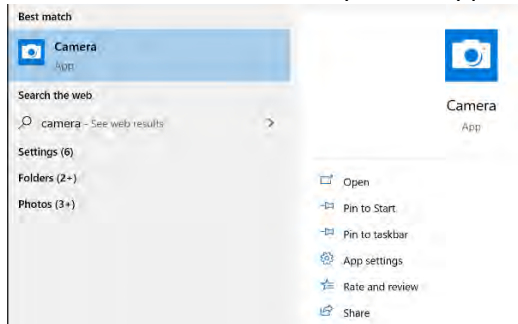 Best match
Camera
App
Search the web
camera - See web results
Settings (6)
Folders (2+)
Photos (3+)
Camera
App
Open
Pin to Start
Pin to taskbar
App settings
Rate and review
Share